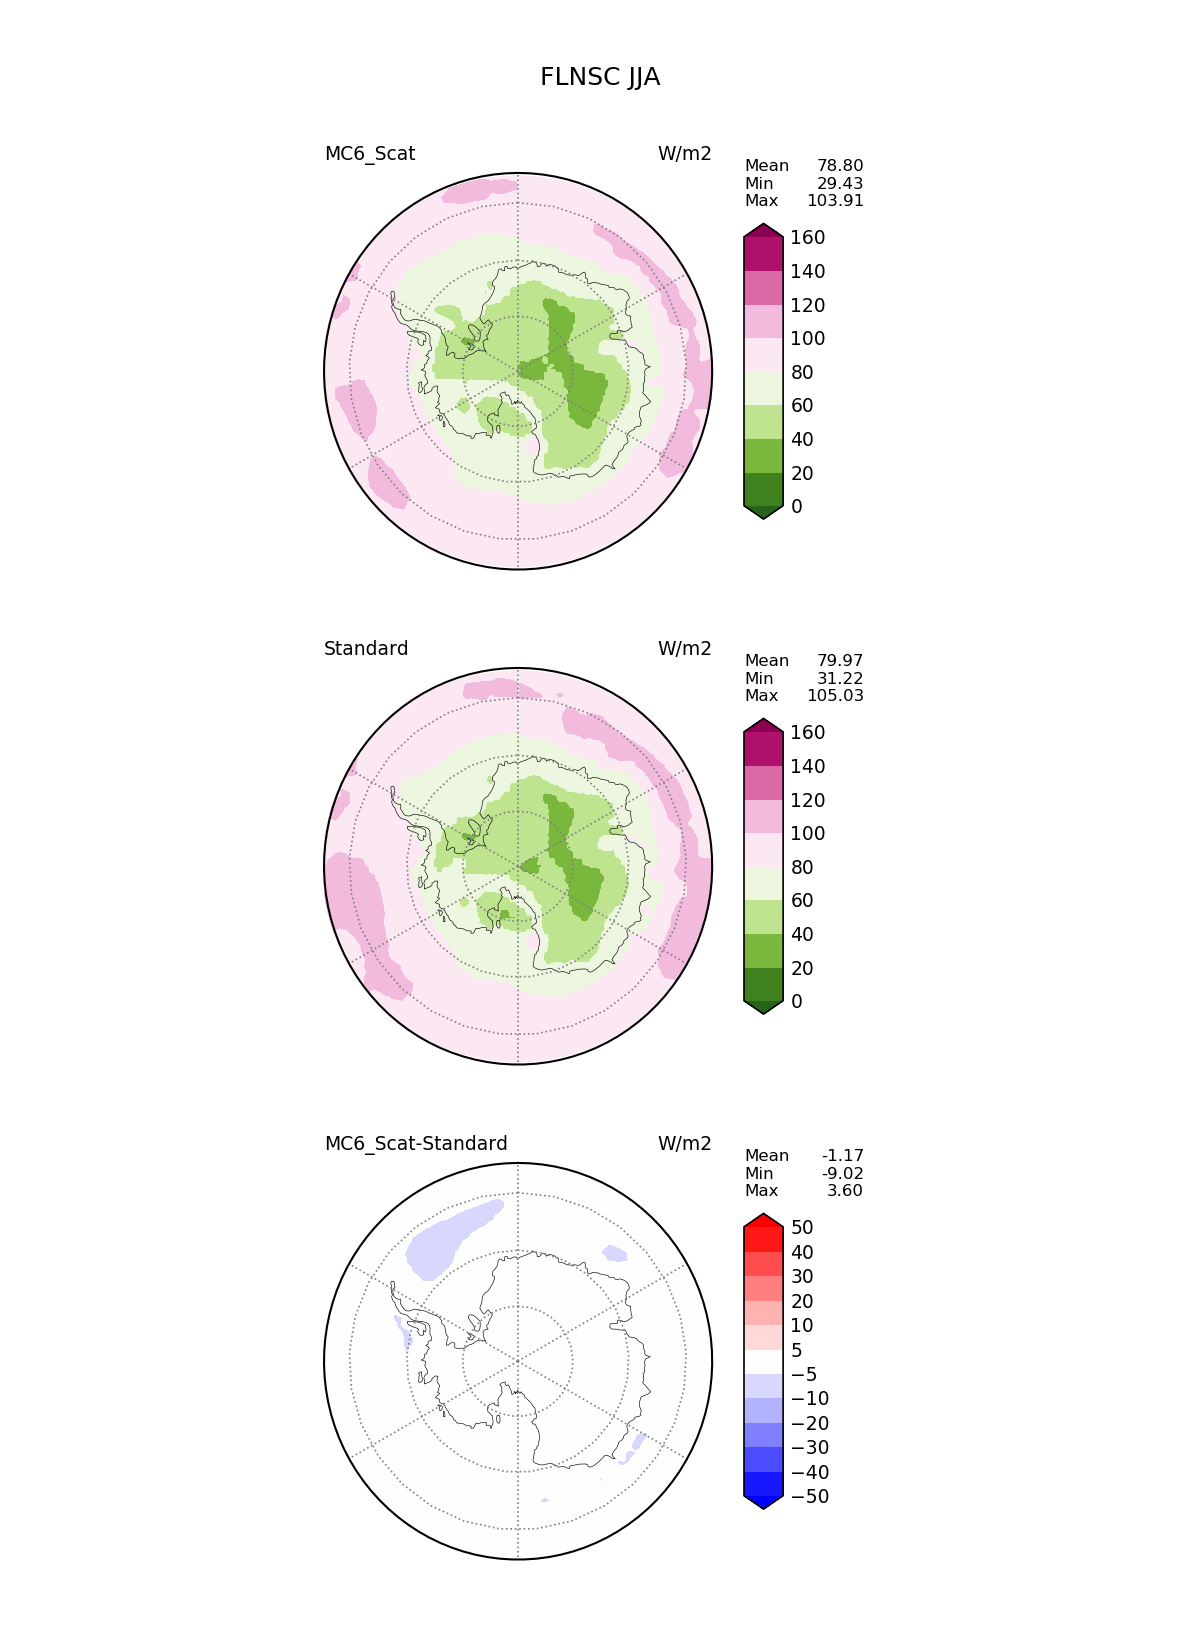 FLNSC JJA
MC6_Scat W/m2
Mean 78.80
Min 29.43
Max 103.91
160
140
120
100
80
60
40
20
0
Standard W/m2
Mean 79.97
Min 31.22
Max 105.03
160
140
120
100
80
60
40
20
0
MC6_Scat-Standard W/m2
Mean -1.17
Min -9.02
Max 3.60
50
40
30
20
10
5
−5
−10
−20
−30
−40
−50